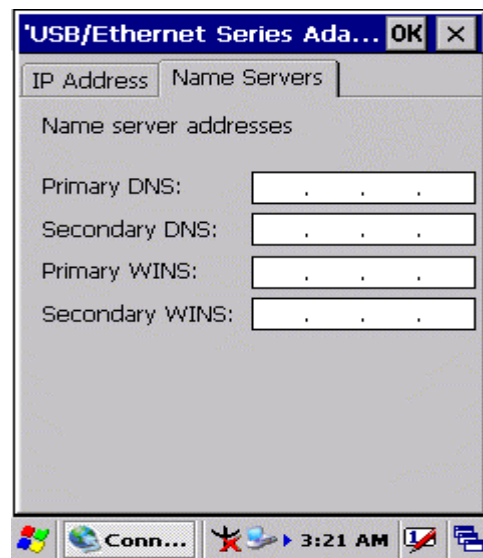 'USB/Ethernet Series Ada... OK ×
IP Address Name Servers
Name server addresses
Primary DNS: . . .
Secondary DNS: . . .
Primary WINS: . . .
Secondary WINS: . . .
Conn... 3:21 AM